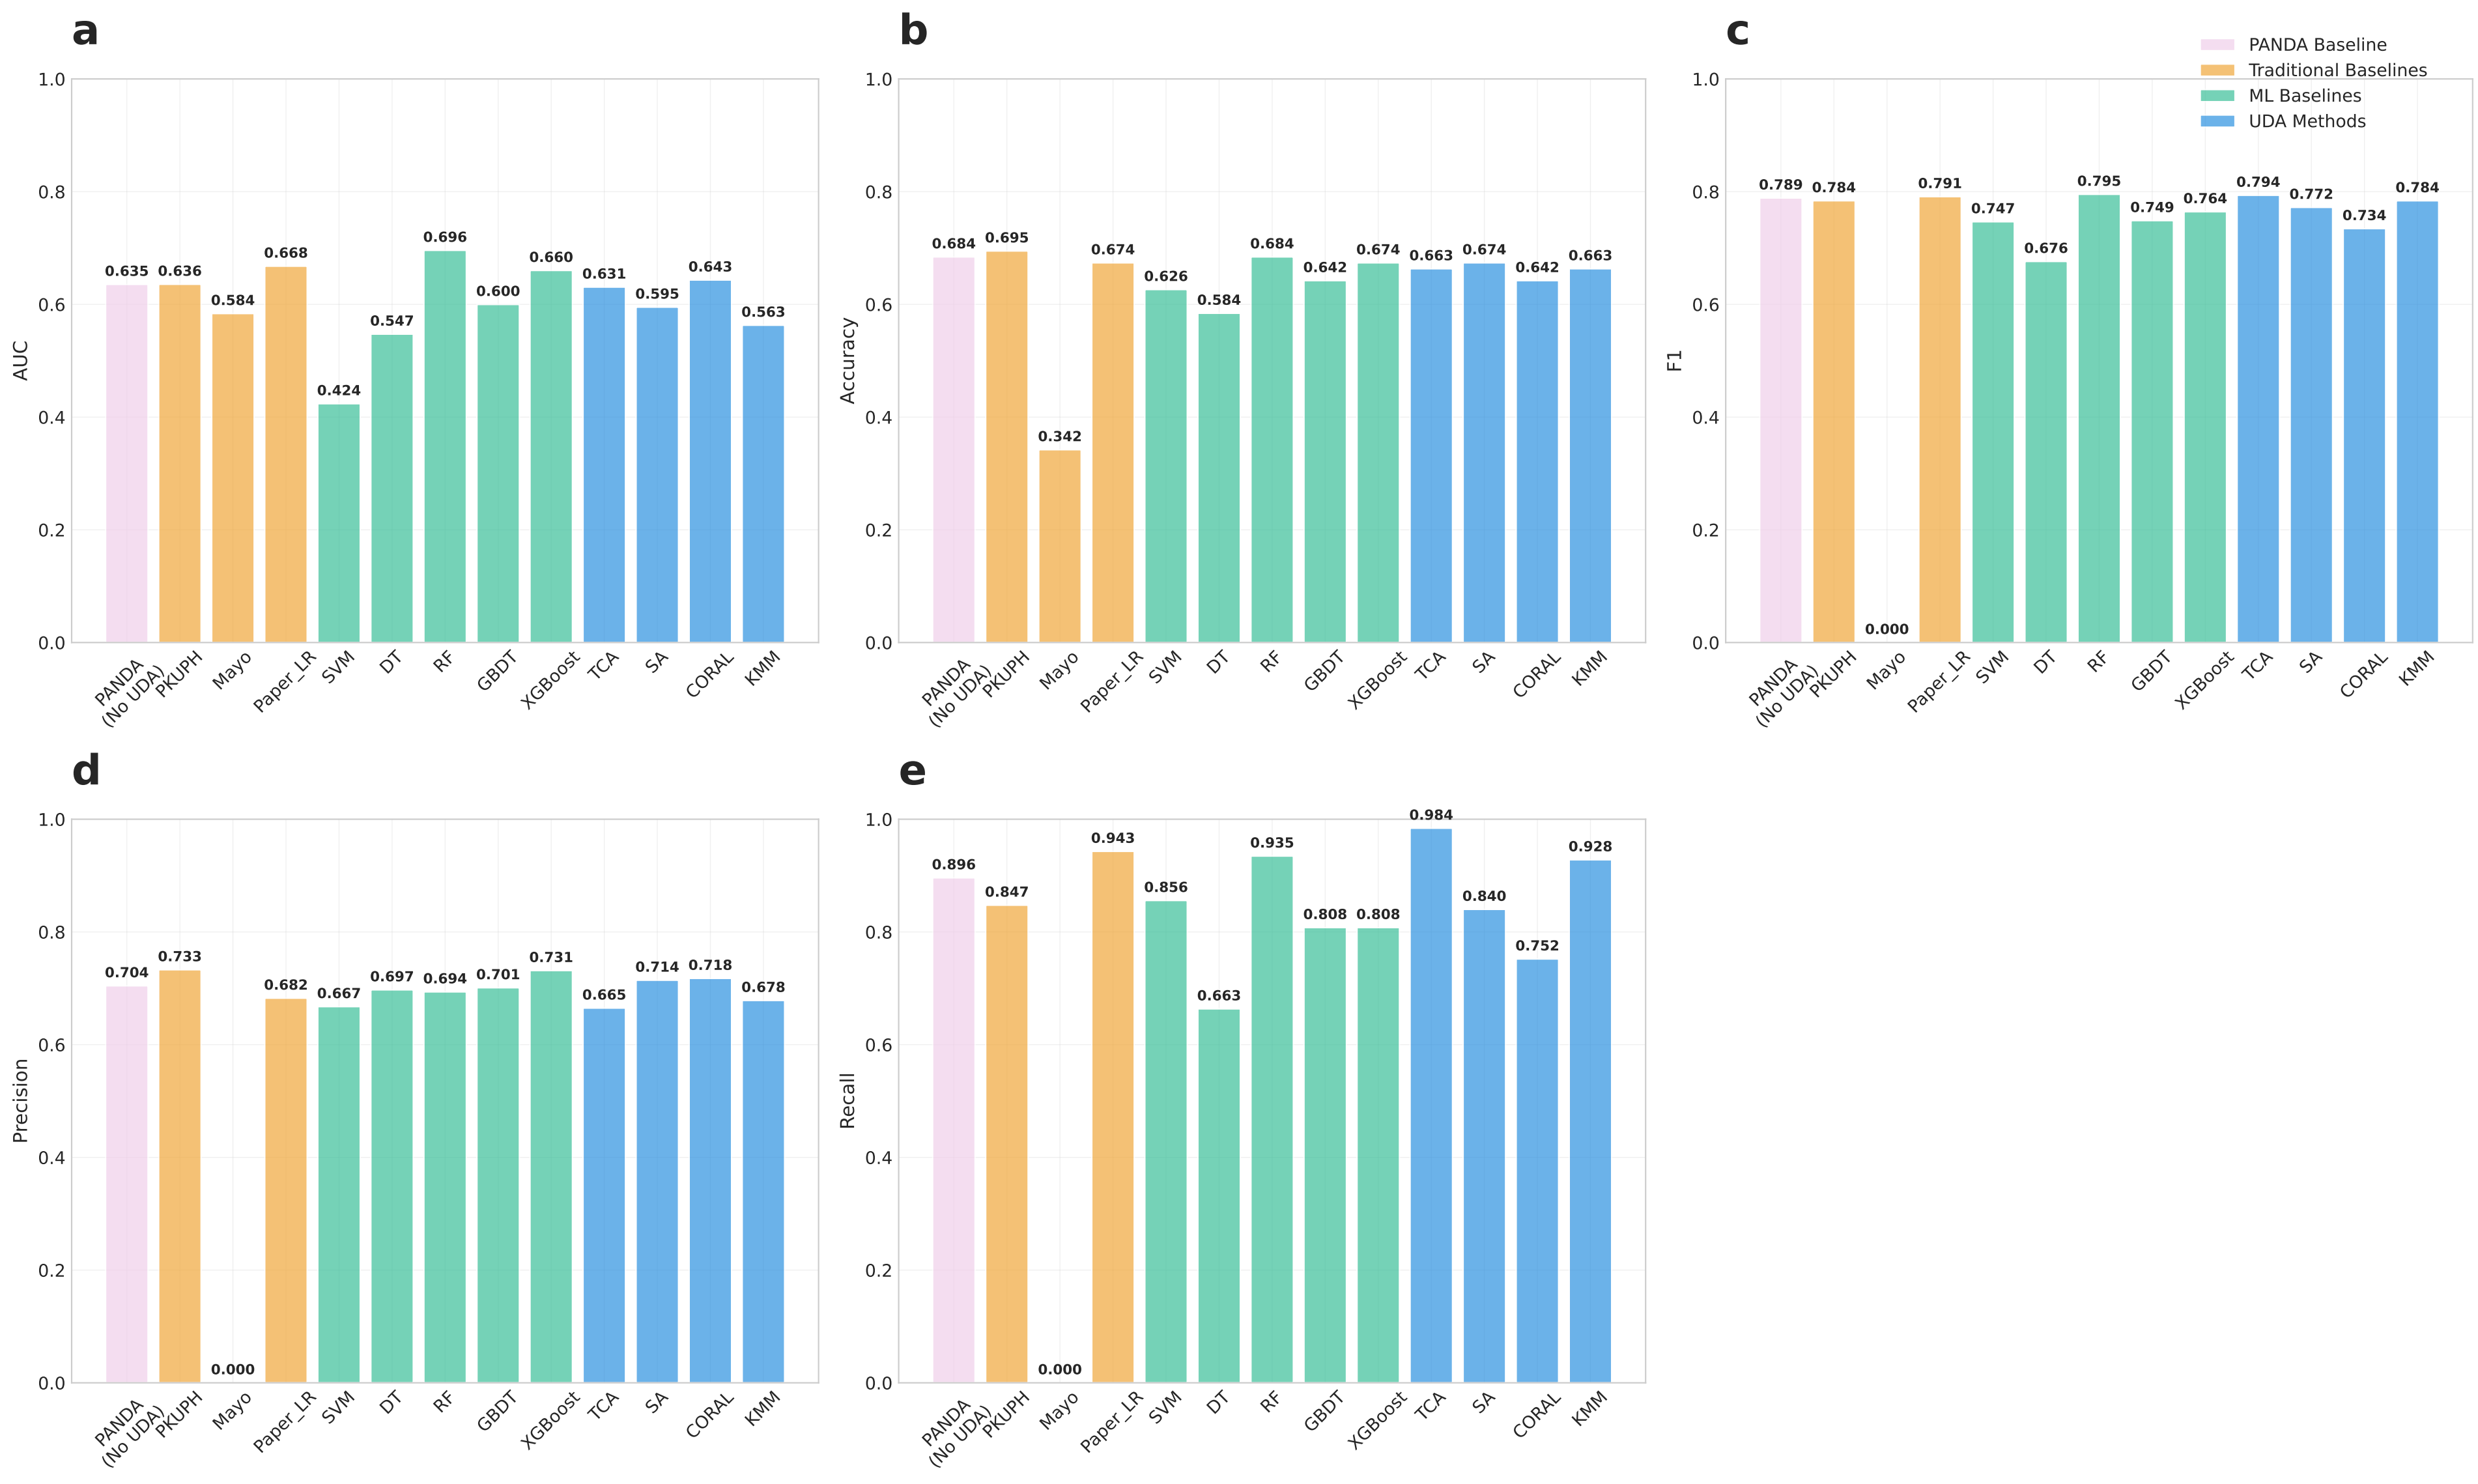 a
1.0
0.8
0.6
0.4
0.2
0.0
AUC
0.635
0.636
0.584
0.668
0.424
0.547
0.696
0.600
0.660
0.631
0.595
0.643
0.563
PANDA
(No UDA)
PKUPH
Mayo
Paper_LR
SVM
DT
RF
GBDT
XGBoost
TCA
SA
CORAL
KMM
b
1.0
0.8
0.6
0.4
0.2
0.0
Accuracy
0.684
0.695
0.342
0.674
0.626
0.584
0.684
0.642
0.674
0.663
0.674
0.642
0.663
PANDA
(No UDA)
PKUPH
Mayo
Paper_LR
SVM
DT
RF
GBDT
XGBoost
TCA
SA
CORAL
KMM
c
PANDA Baseline
Traditional Baselines
ML Baselines
UDA Methods
1.0
0.8
0.6
0.4
0.2
0.0
F1
0.789
0.784
0.000
0.791
0.747
0.676
0.795
0.749
0.764
0.794
0.772
0.734
0.784
PANDA
(No UDA)
PKUPH
Mayo
Paper_LR
SVM
DT
RF
GBDT
XGBoost
TCA
SA
CORAL
KMM
d
1.0
0.8
0.6
0.4
0.2
0.0
Precision
0.704
0.733
0.000
0.682
0.667
0.697
0.694
0.701
0.731
0.665
0.714
0.718
0.678
PANDA
(No UDA)
PKUPH
Mayo
Paper_LR
SVM
DT
RF
GBDT
XGBoost
TCA
SA
CORAL
KMM
e
1.0
0.8
0.6
0.4
0.2
0.0
Recall
0.896
0.847
0.000
0.943
0.856
0.663
0.935
0.808
0.808
0.984
0.840
0.752
0.928
PANDA
(No UDA)
PKUPH
Mayo
Paper_LR
SVM
DT
RF
GBDT
XGBoost
TCA
SA
CORAL
KMM